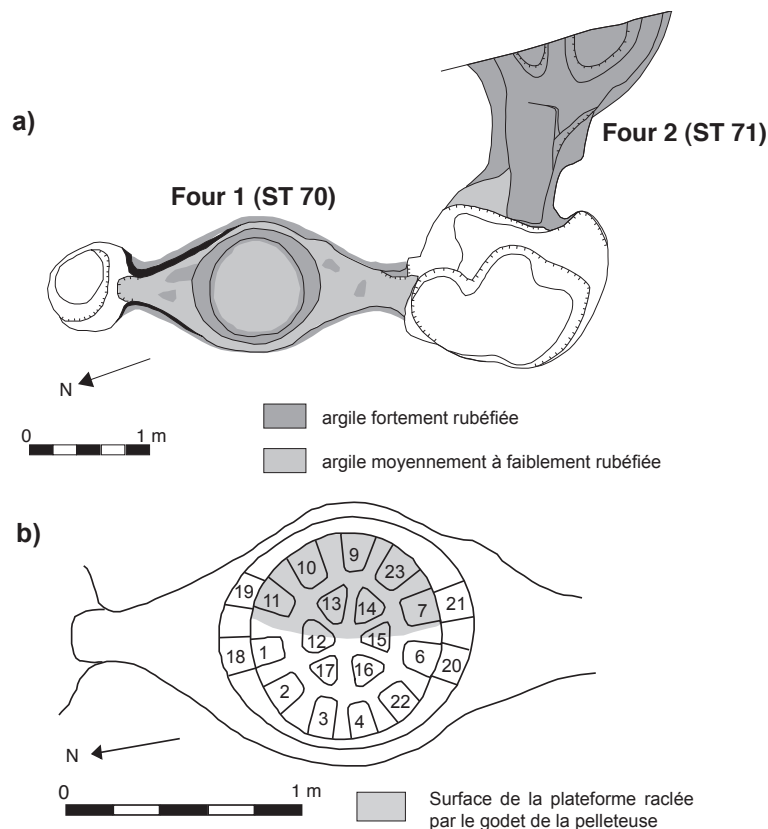 a)
Four 2 (ST 71)
Four 1 (ST 70)
N
0 1 m
argile fortement rubéfiée
argile moyennement à faiblement rubéfiée
b)
9
10
23
19
11
13
14
7
21
12
15
18
1
6
20
17
16
2
22
3
4
N
0 1 m
Surface de la plateforme raclée
par le godet de la pelleteuse